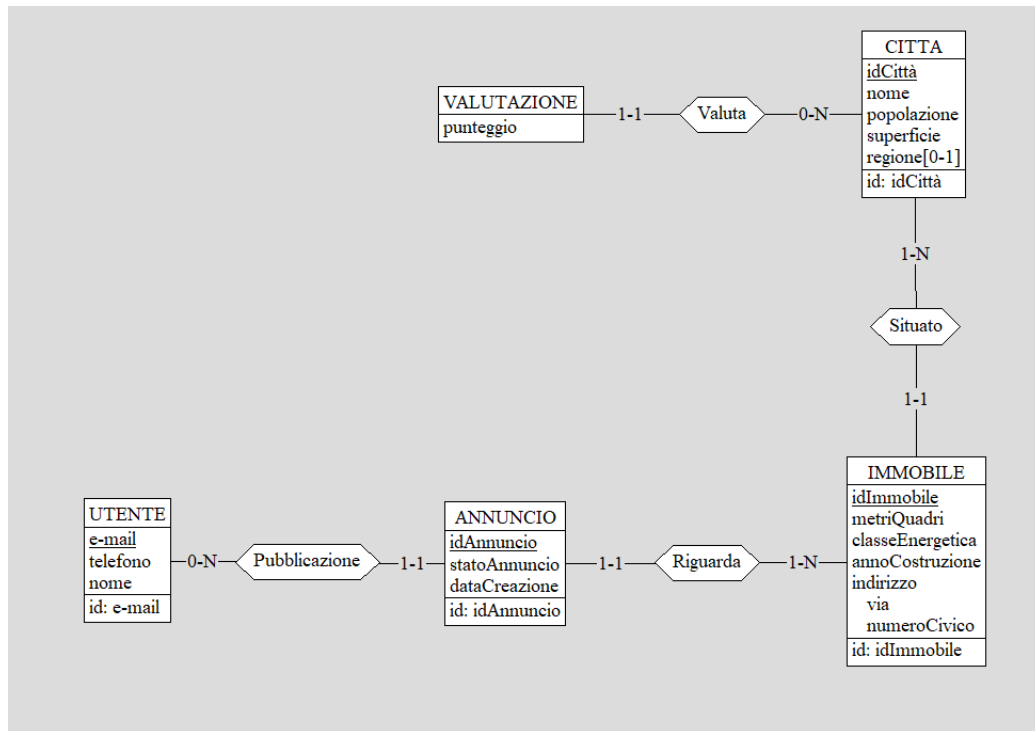 CITTA
idCittà
nome
popolazione
superficie
regione[0-1]
id: idCittà
VALUTAZIONE
punteggio
1-1
Valuta
0-N
1-N
Situato
1-1
UTENTE
e-mail
telefono
nome
id: e-mail
0-N
Pubblicazione
1-1
ANNUNCIO
idAnnuncio
statoAnnuncio
dataCreazione
id: idAnnuncio
1-1
Riguarda
1-N
IMMOBILE
idImmobile
metriQuadri
classeEnergetica
annoCostruzione
indirizzo
via
numeroCivico
id: idImmobile